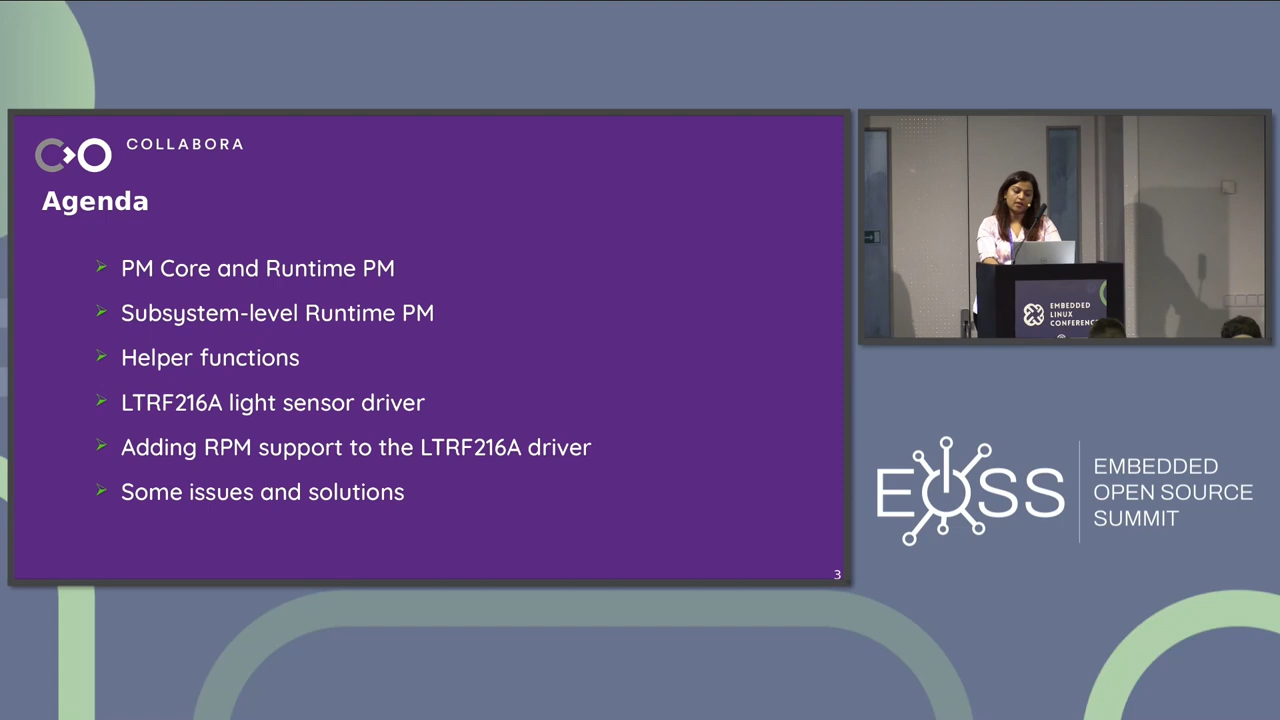 COLLABORA
Agenda
PM Core and Runtime PM
Subsystem-level Runtime PM
Helper functions
LTRF216A light sensor driver
Adding RPM support to the LTRF216A driver
Some issues and solutions
3
EMBEDDED
LINUX
CONFERENCE
EOSS
EMBEDDED
OPEN SOURCE
SUMMIT